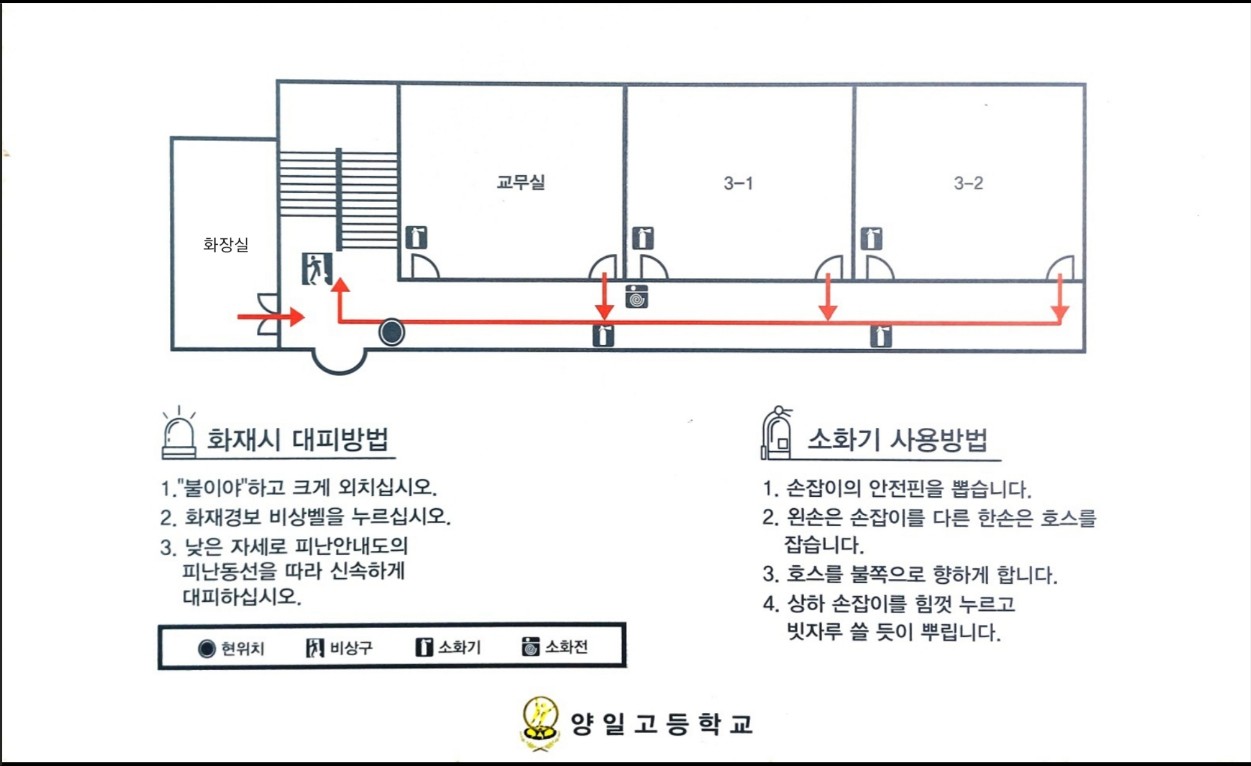 교무실
3-1
3-2
화장실
화재시 대피방법
1."불이야"하고 크게 외치십시오.
2. 화재경보 비상벨을 누르십시오.
3. 낮은 자세로 피난안내도의
피난동선을 따라 신속하게
대피하십시오.
소화기 사용방법
1. 손잡이의 안전핀을 뽑습니다.
2. 왼손은 손잡이를 다른 한손은 호스를
잡습니다.
3. 호스를 불쪽으로 향하게 합니다.
4. 상하 손잡이를 힘껏 누르고
빗자루 쓸 듯이 뿌립니다.
현위치 비상구 소화기 소화전
양일고등학교